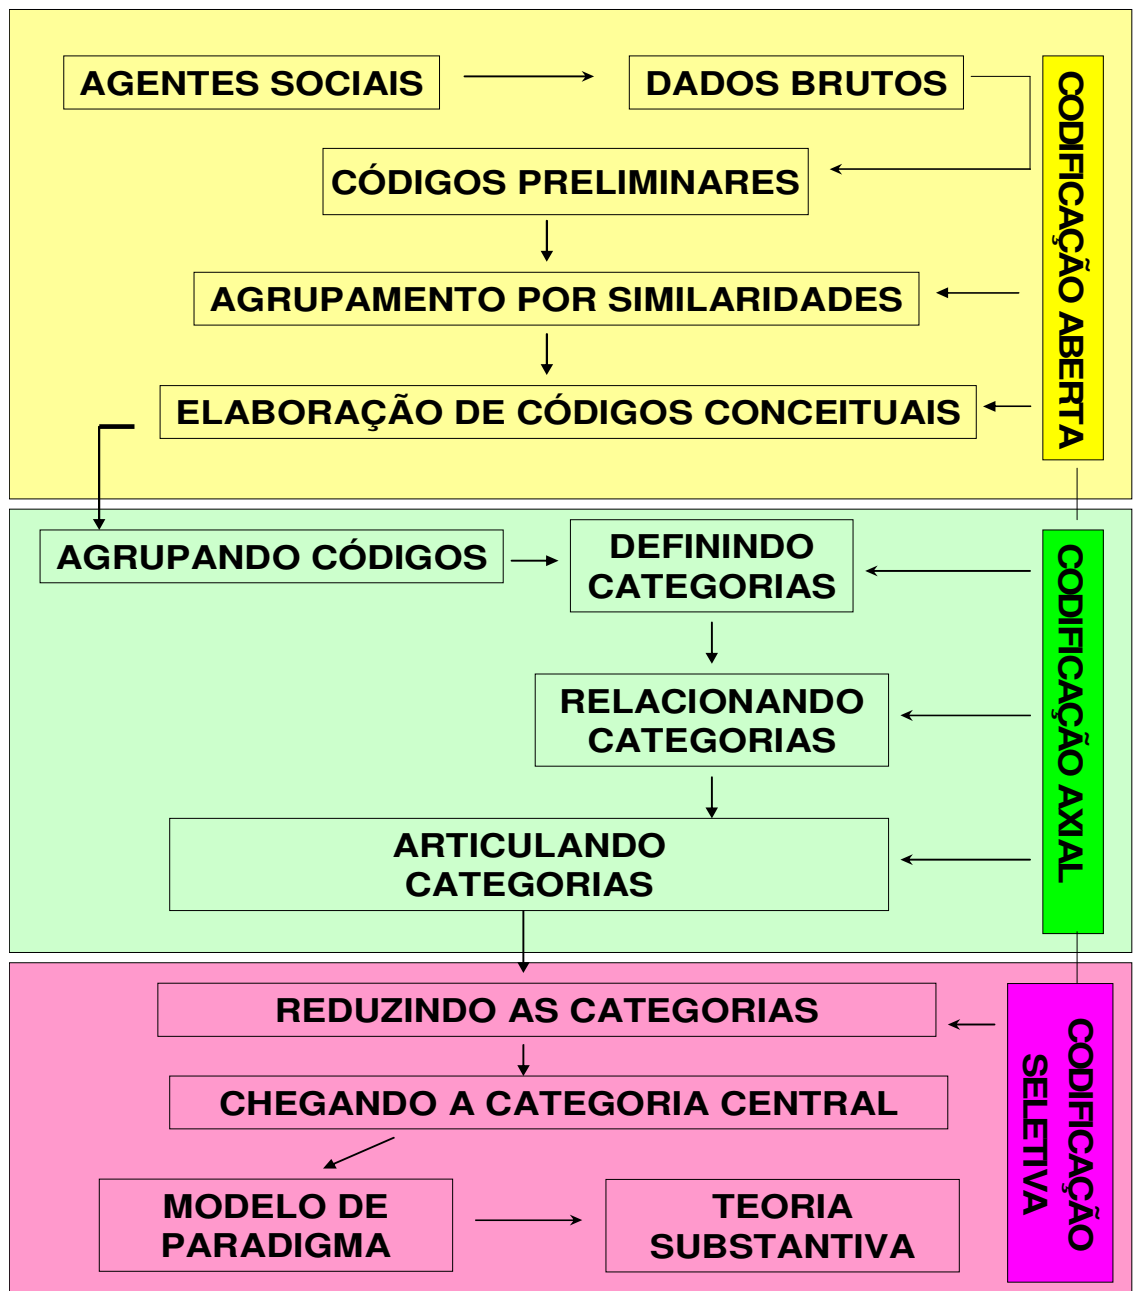 AGENTES SOCIAIS
DADOS BRUTOS
CÓDIGOS PRELIMINARES
AGRUPAMENTO POR SIMILARIDADES
ELABORAÇÃO DE CÓDIGOS CONCEITUAIS
CODIFICAÇÃO ABERTA
AGRUPANDO CÓDIGOS
DEFININDO
CATEGORIAS
RELACIONANDO
CATEGORIAS
ARTICULANDO
CATEGORIAS
CODIFICAÇÃO AXIAL
REDUZINDO AS CATEGORIAS
CHEGANDO A CATEGORIA CENTRAL
MODELO DE
PARADIGMA
TEORIA
SUBSTANTIVA
CODIFICAÇÃO
SELETIVA